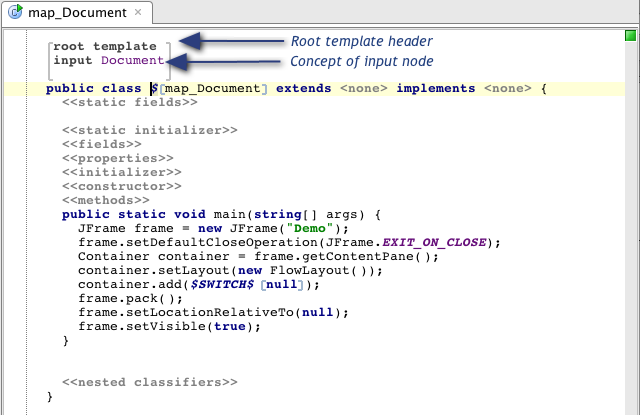 map_Document
root template
Root template header
input Document
Concept of input node
public class $[map_Document] extends <none> implements <none> {
<<static fields>>
<<static initializer>>
<<fields>>
<<properties>>
<<initializer>>
<<constructor>>
<<methods>>
public static void main(string[] args) {
JFrame frame = new JFrame("Demo");
frame.setDefaultCloseOperation(JFrame.EXIT_ON_CLOSE);
Container container = frame.getContentPane();
container.setLayout(new FlowLayout());
container.add($SWITCH$[null]);
frame.pack();
frame.setLocationRelativeTo(null);
frame.setVisible(true);
}
<<nested classifiers>>
}